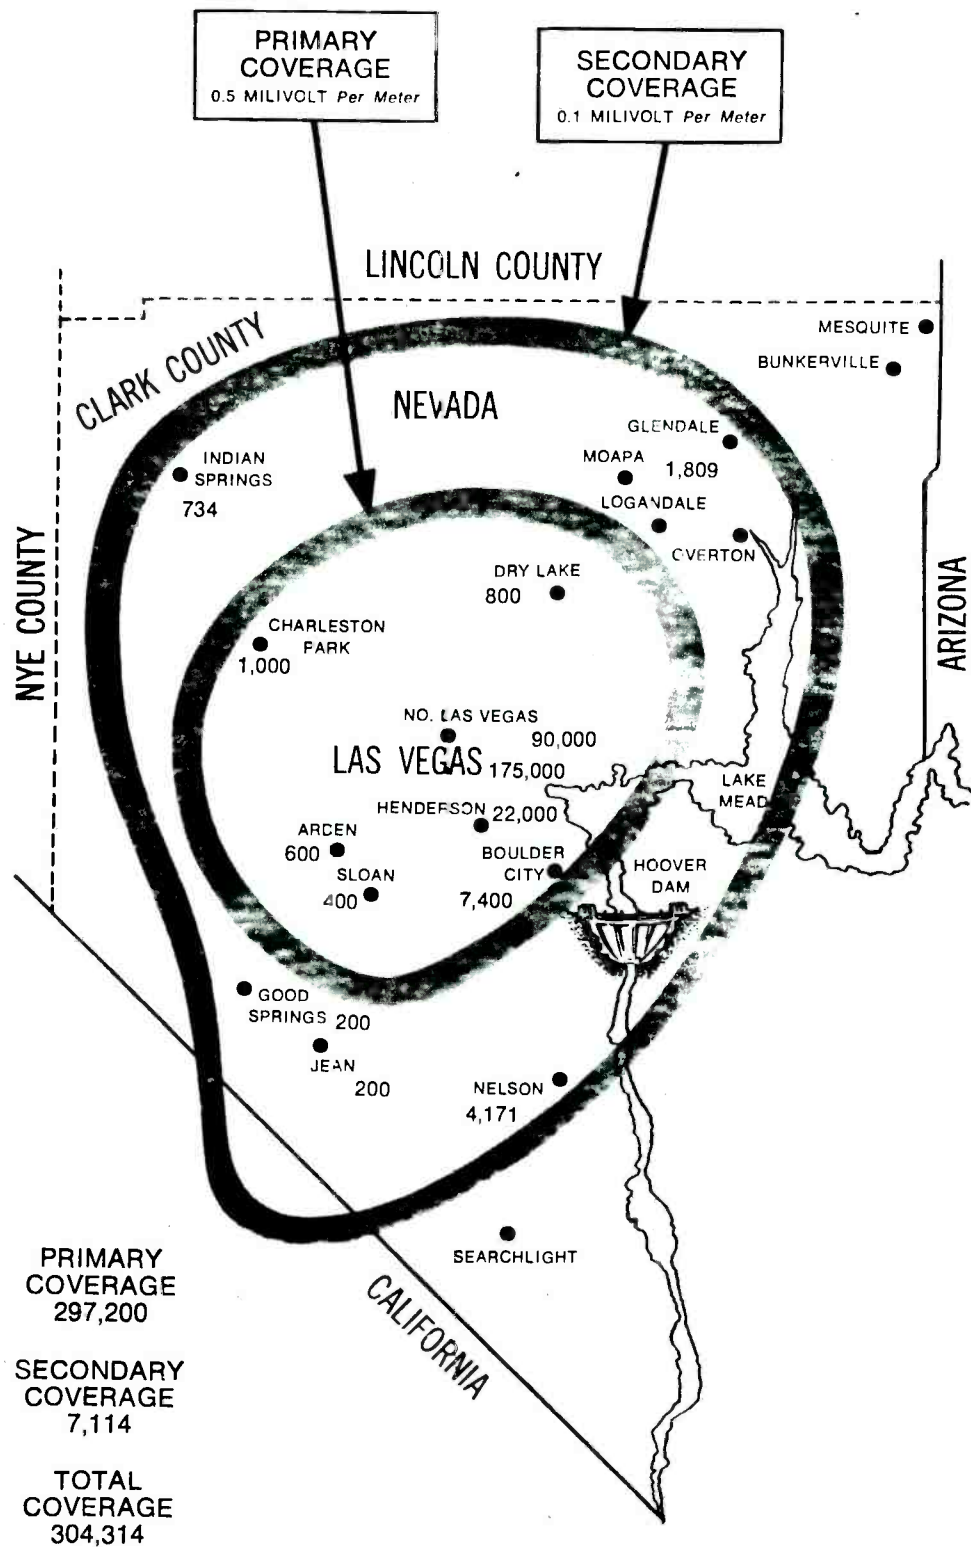 PRIMARY
COVERAGE
0.5 MILIVOLT Per Meter
SECONDARY
COVERAGE
0.1 MILIVOLT Per Meter
LINCOLN COUNTY
CLARK COUNTY
NEVADA
MESQUITE
BUNKERVILLE
GLENDALE
1,809
MOAPA
LOGANDALE
OVERTON
INDIAN
SPRINGS
734
NYE COUNTY
ARIZONA
DRY LAKE
800
CHARLESTON
PARK
1,000
NO. LAS VEGAS
90,000
LAS VEGAS 175,000
HENDERSON 22,000
LAKE
MEAD
ARDEN
600
SLOAN
400
BOULDER
CITY
7,400
HOOVER
DAM
GOOD
SPRINGS 200
JEAN
200
NELSON
4,171
SEARCHLIGHT
CALIFORNIA
PRIMARY
COVERAGE
297,200
SECONDARY
COVERAGE
7,114
TOTAL
COVERAGE
304,314